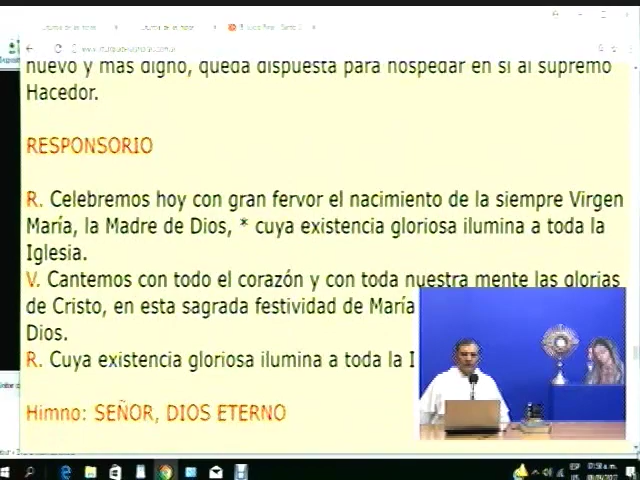 nuevo y más digno, queda dispuesta para hospedar en sí al supremo
Hacedor.
RESPONSORIO
R. Celebremos hoy con gran fervor el nacimiento de la siempre Virgen
María, la Madre de Dios, * cuya existencia gloriosa ilumina a toda la
Iglesia.
V. Cantemos con todo el corazón y con toda nuestra mente las glorias
de Cristo, en esta sagrada festividad de María
Dios.
R. Cuya existencia gloriosa ilumina a toda la I
Himno: SEÑOR, DIOS ETERNO
ESP